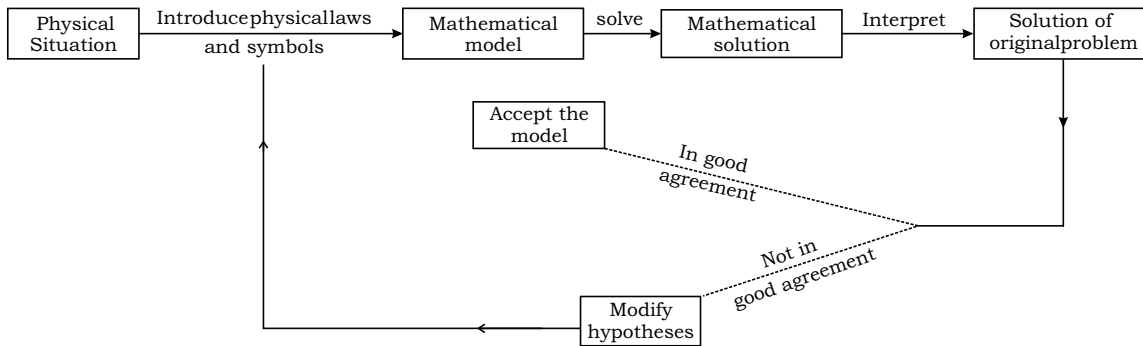 Physical
Situation
Introducephysicallaws
and symbols
Mathematical
model
solve
Mathematical
solution
Interpret
Solution of
originalproblem
Accept the
model
In good
agreement
Not in
good agreement
Modify
hypotheses